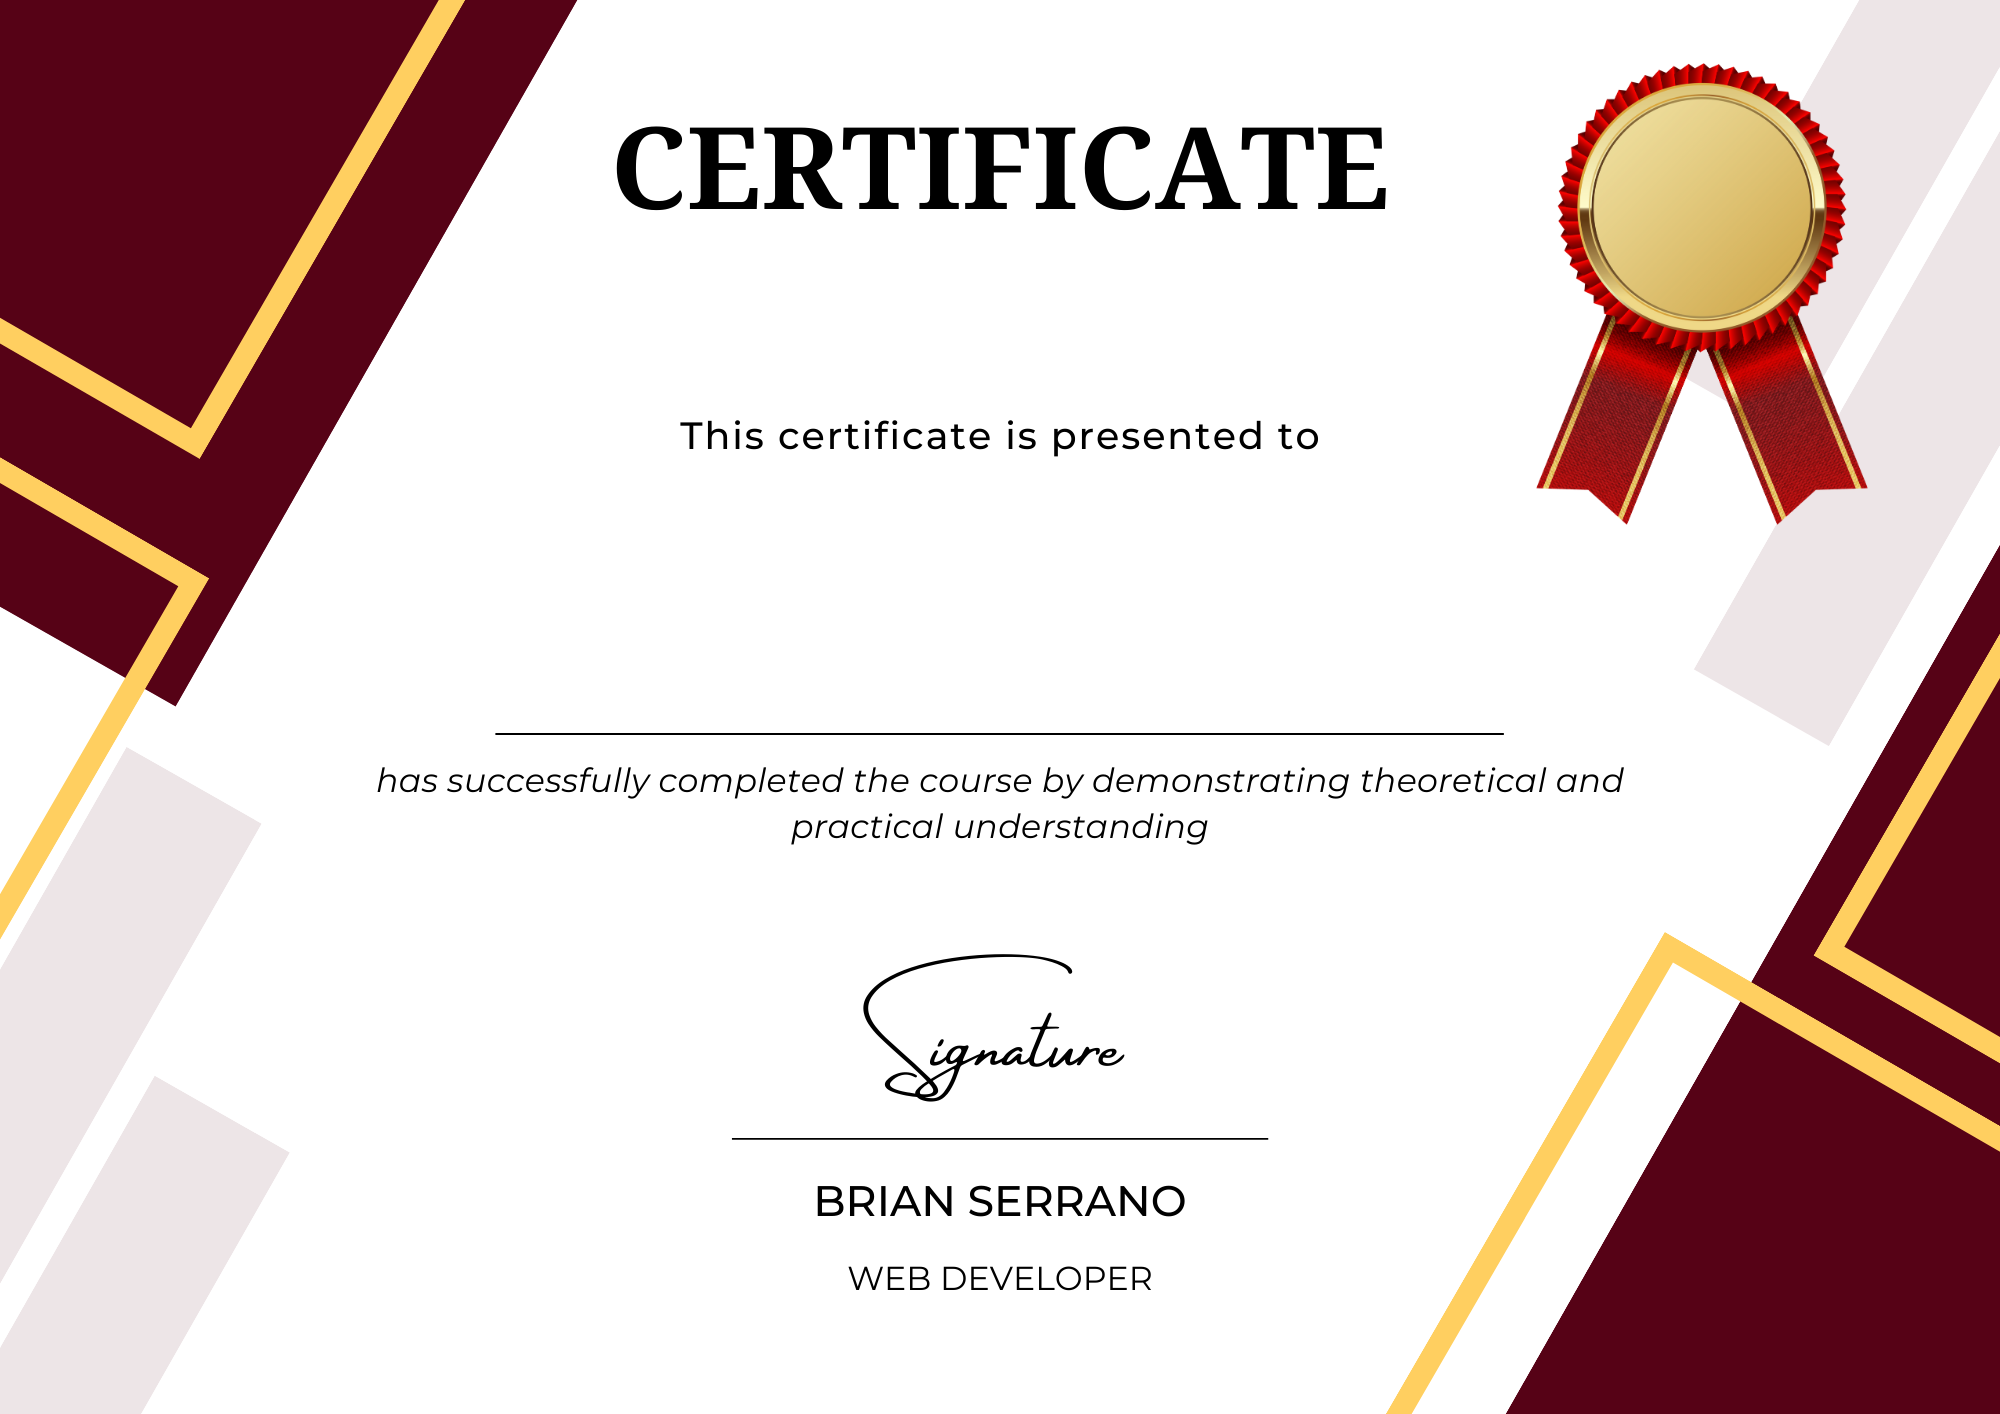 CERTIFICATE
This certificate is presented to
has successfully completed the course by demonstrating theoretical and
practical understanding
Signature
BRIAN SERRANO
WEB DEVELOPER